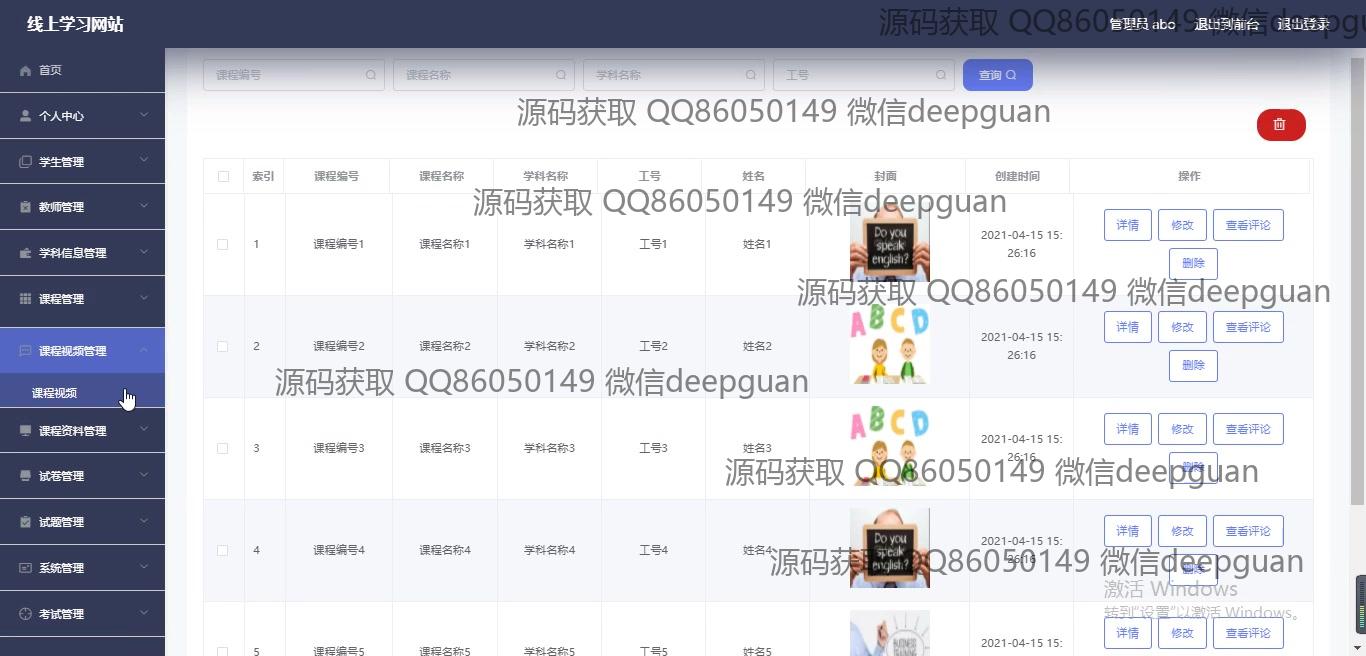 线上学习网站
源码获取 QQ86050149 微信deepguan
管理员 abo 退出到前台 退出登录
首页
个人中心
学生管理
教师管理
学科信息管理
课程管理
课程视频管理
课程视频
课程资料管理
试卷管理
试题管理
系统管理
考试管理
课程编号 课程名称 学科名称 工号 查询
源码获取 QQ86050149 微信deepguan
索引 课程编号 课程名称 学科名称 工号 姓名 封面 创建时间 操作
源码获取 QQ86050149 微信deepguan
1 课程编号1 课程名称1 学科名称1 工号1 姓名1 Do you speak english? 2021-04-15 15:26:16 详情 修改 查看评论 删除
源码获取 QQ86050149 微信deepguan
2 课程编号2 课程名称2 学科名称2 工号2 姓名2 ABCD 2021-04-15 15:26:16 详情 修改 查看评论 删除
源码获取 QQ86050149 微信deepguan
3 课程编号3 课程名称3 学科名称3 工号3 姓名3 ABCD 2021-04-15 15:26:16 详情 修改 查看评论 删除
源码获取 QQ86050149 微信deepguan
4 课程编号4 课程名称4 学科名称4 工号4 姓名4 Do you speak english? 2021-04-15 15:26:16 详情 修改 查看评论 删除
源码获取 QQ86050149 微信deepguan
激活 Windows
转到"设置"以激活 Windows。
5 课程编号5 课程名称5 学科名称5 工号5 姓名5 BUSINESS TRAINING 2021-04-15 15: 详情 修改 查看评论